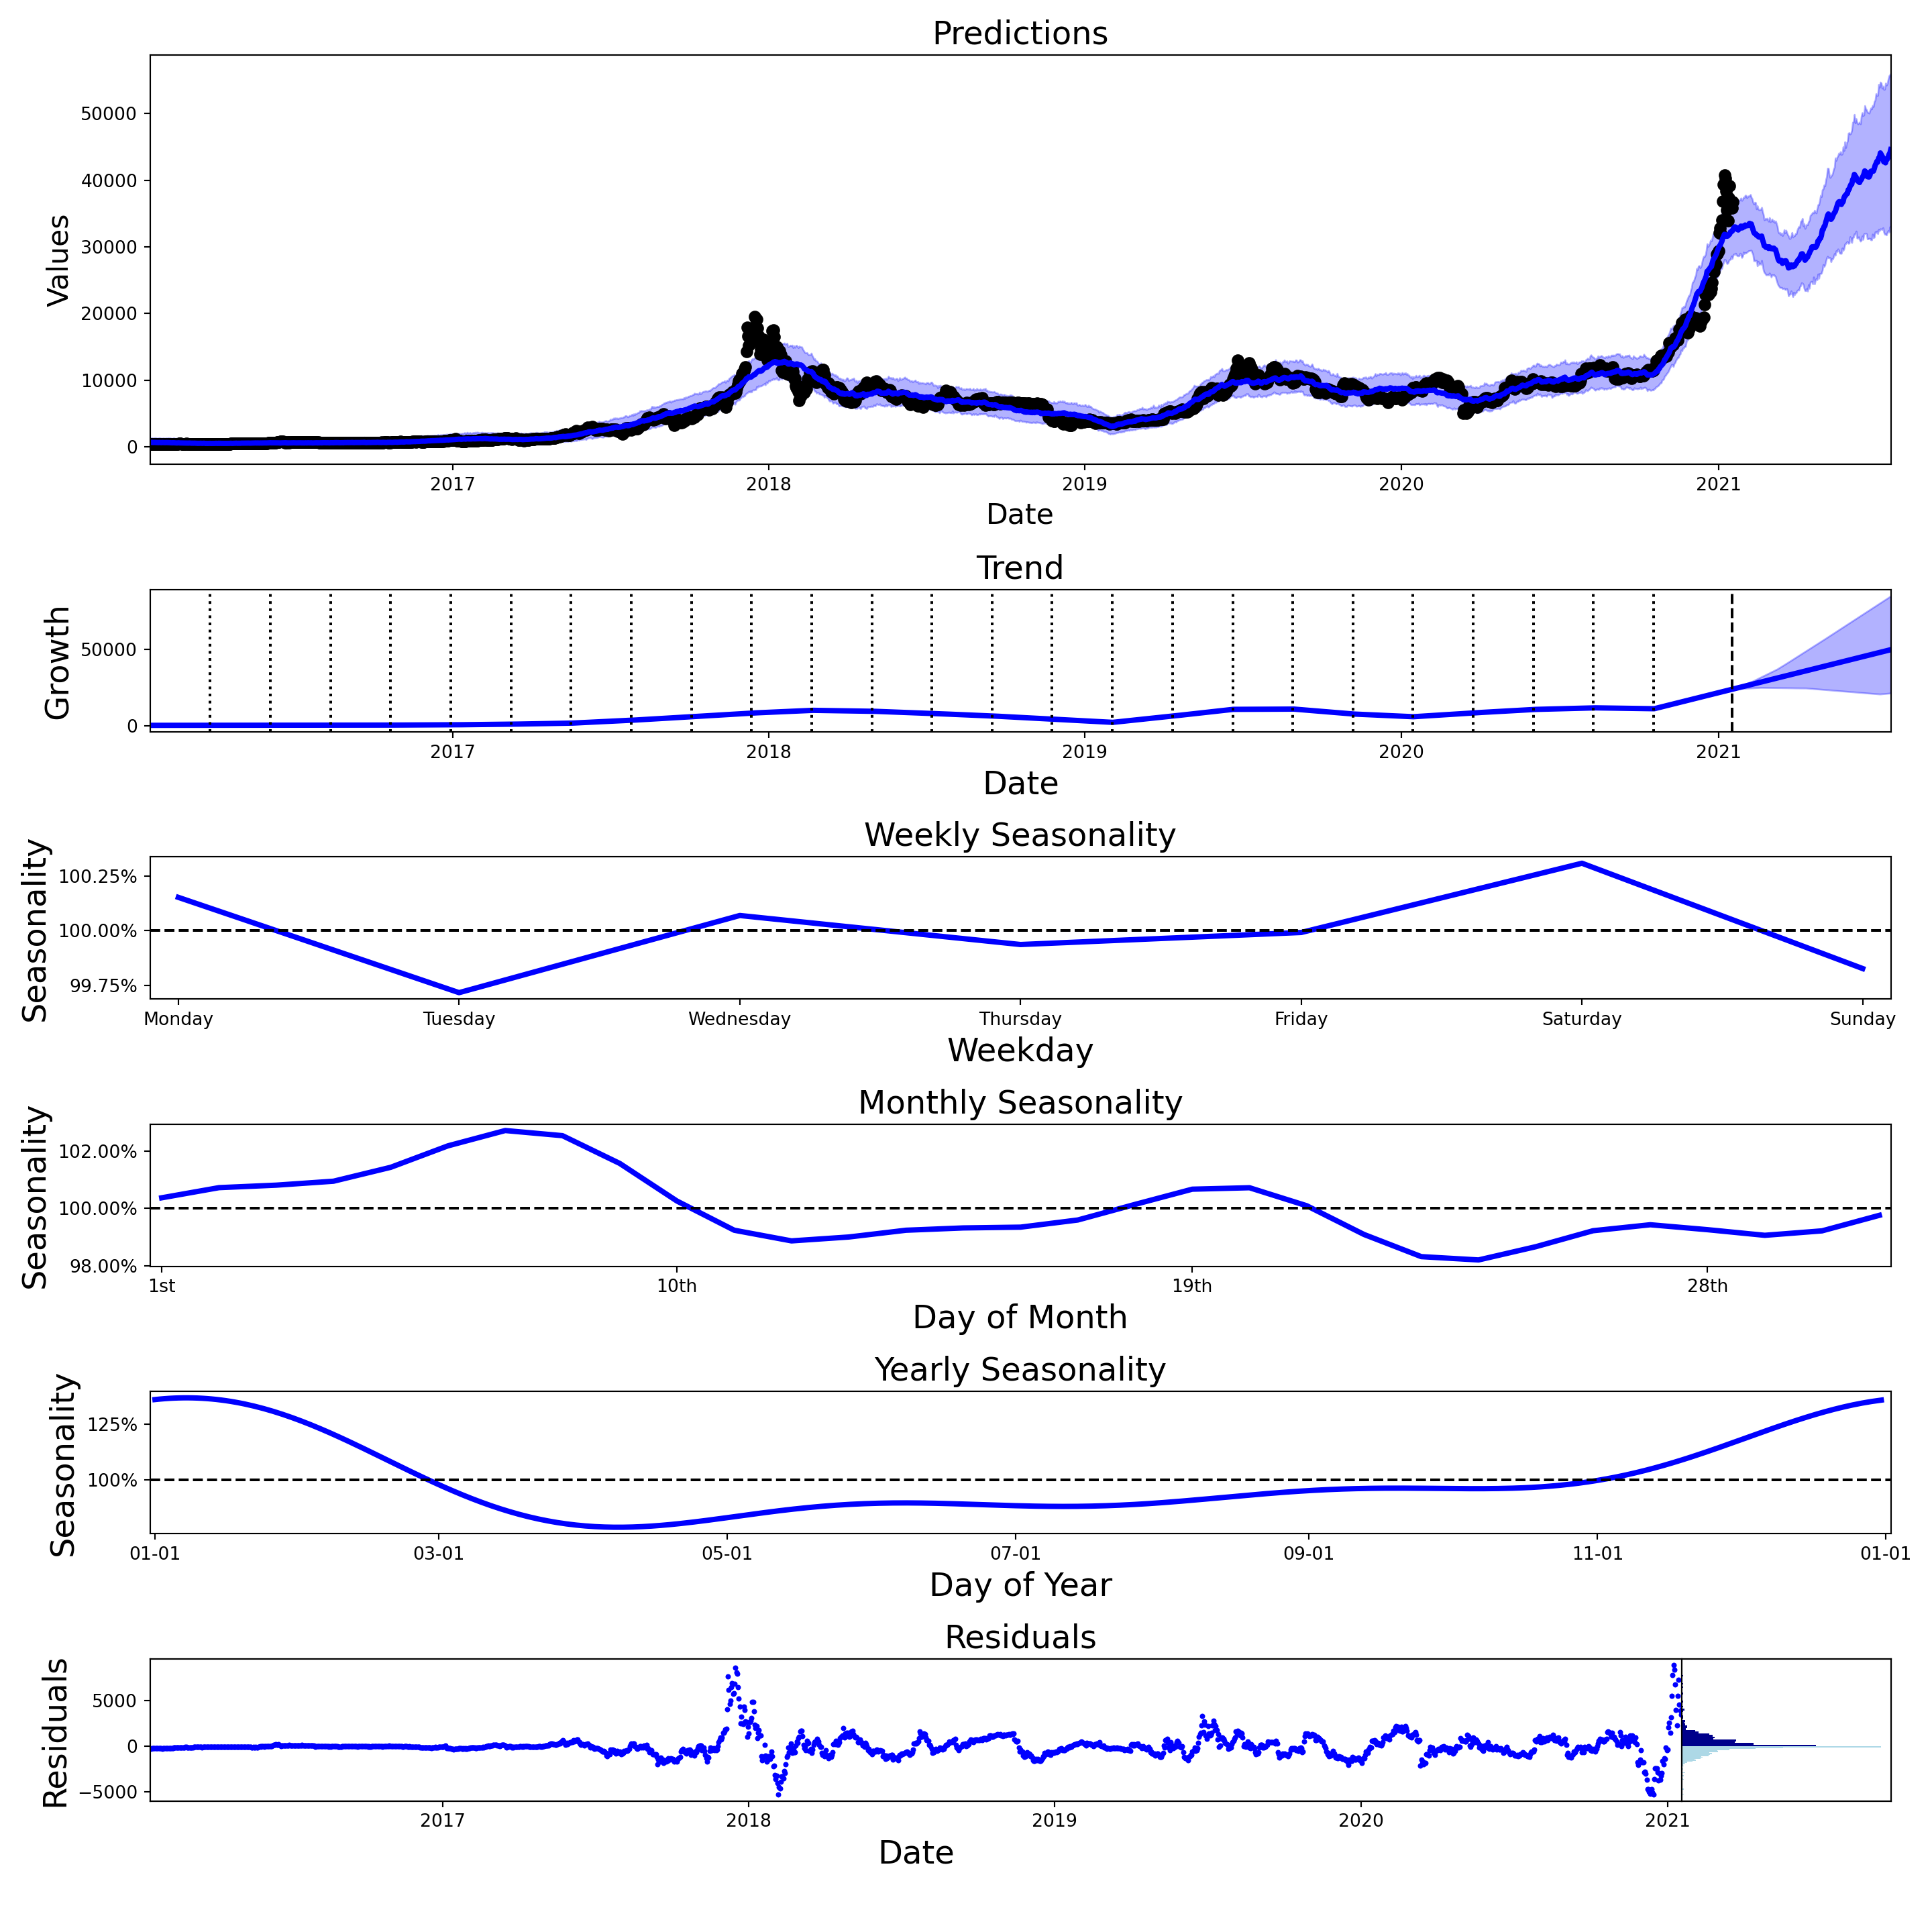 Predictions
50000
40000
30000
20000
10000
0
Values
2017 2018 2019 2020 2021
Date
Trend
50000
0
Growth
2017 2018 2019 2020 2021
Date
Weekly Seasonality
100.25%
100.00%
99.75%
Seasonality
Monday Tuesday Wednesday Thursday Friday Saturday Sunday
Weekday
Monthly Seasonality
102.00%
100.00%
98.00%
Seasonality
1st 10th 19th 28th
Day of Month
Yearly Seasonality
125%
100%
Seasonality
01-01 03-01 05-01 07-01 09-01 11-01 01-01
Day of Year
Residuals
5000
0
−5000
Residuals
2017 2018 2019 2020 2021
Date